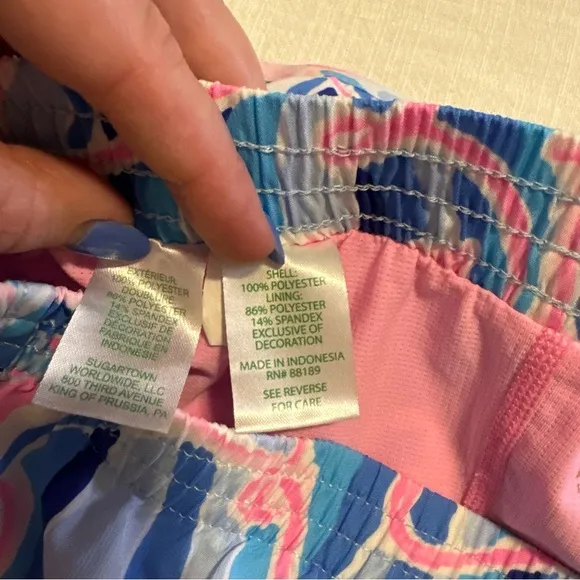 EXTÉRIEUR:
100% POLYESTER
DOUBLURE:
86% POLYESTER
14% SPANDEX
EXCLUSIF DE
DÉCORATION
FABRIQUÉ EN
INDONÉSIE
SUGARTOWN
WORLDWIDE, LLC
800 THIRD AVENUE
KING OF PRUSSIA, PA
SHELL:
100% POLYESTER
LINING:
86% POLYESTER
14% SPANDEX
EXCLUSIVE OF
DECORATION
MADE IN INDONESIA
RN# 88189
SEE REVERSE
FOR CARE